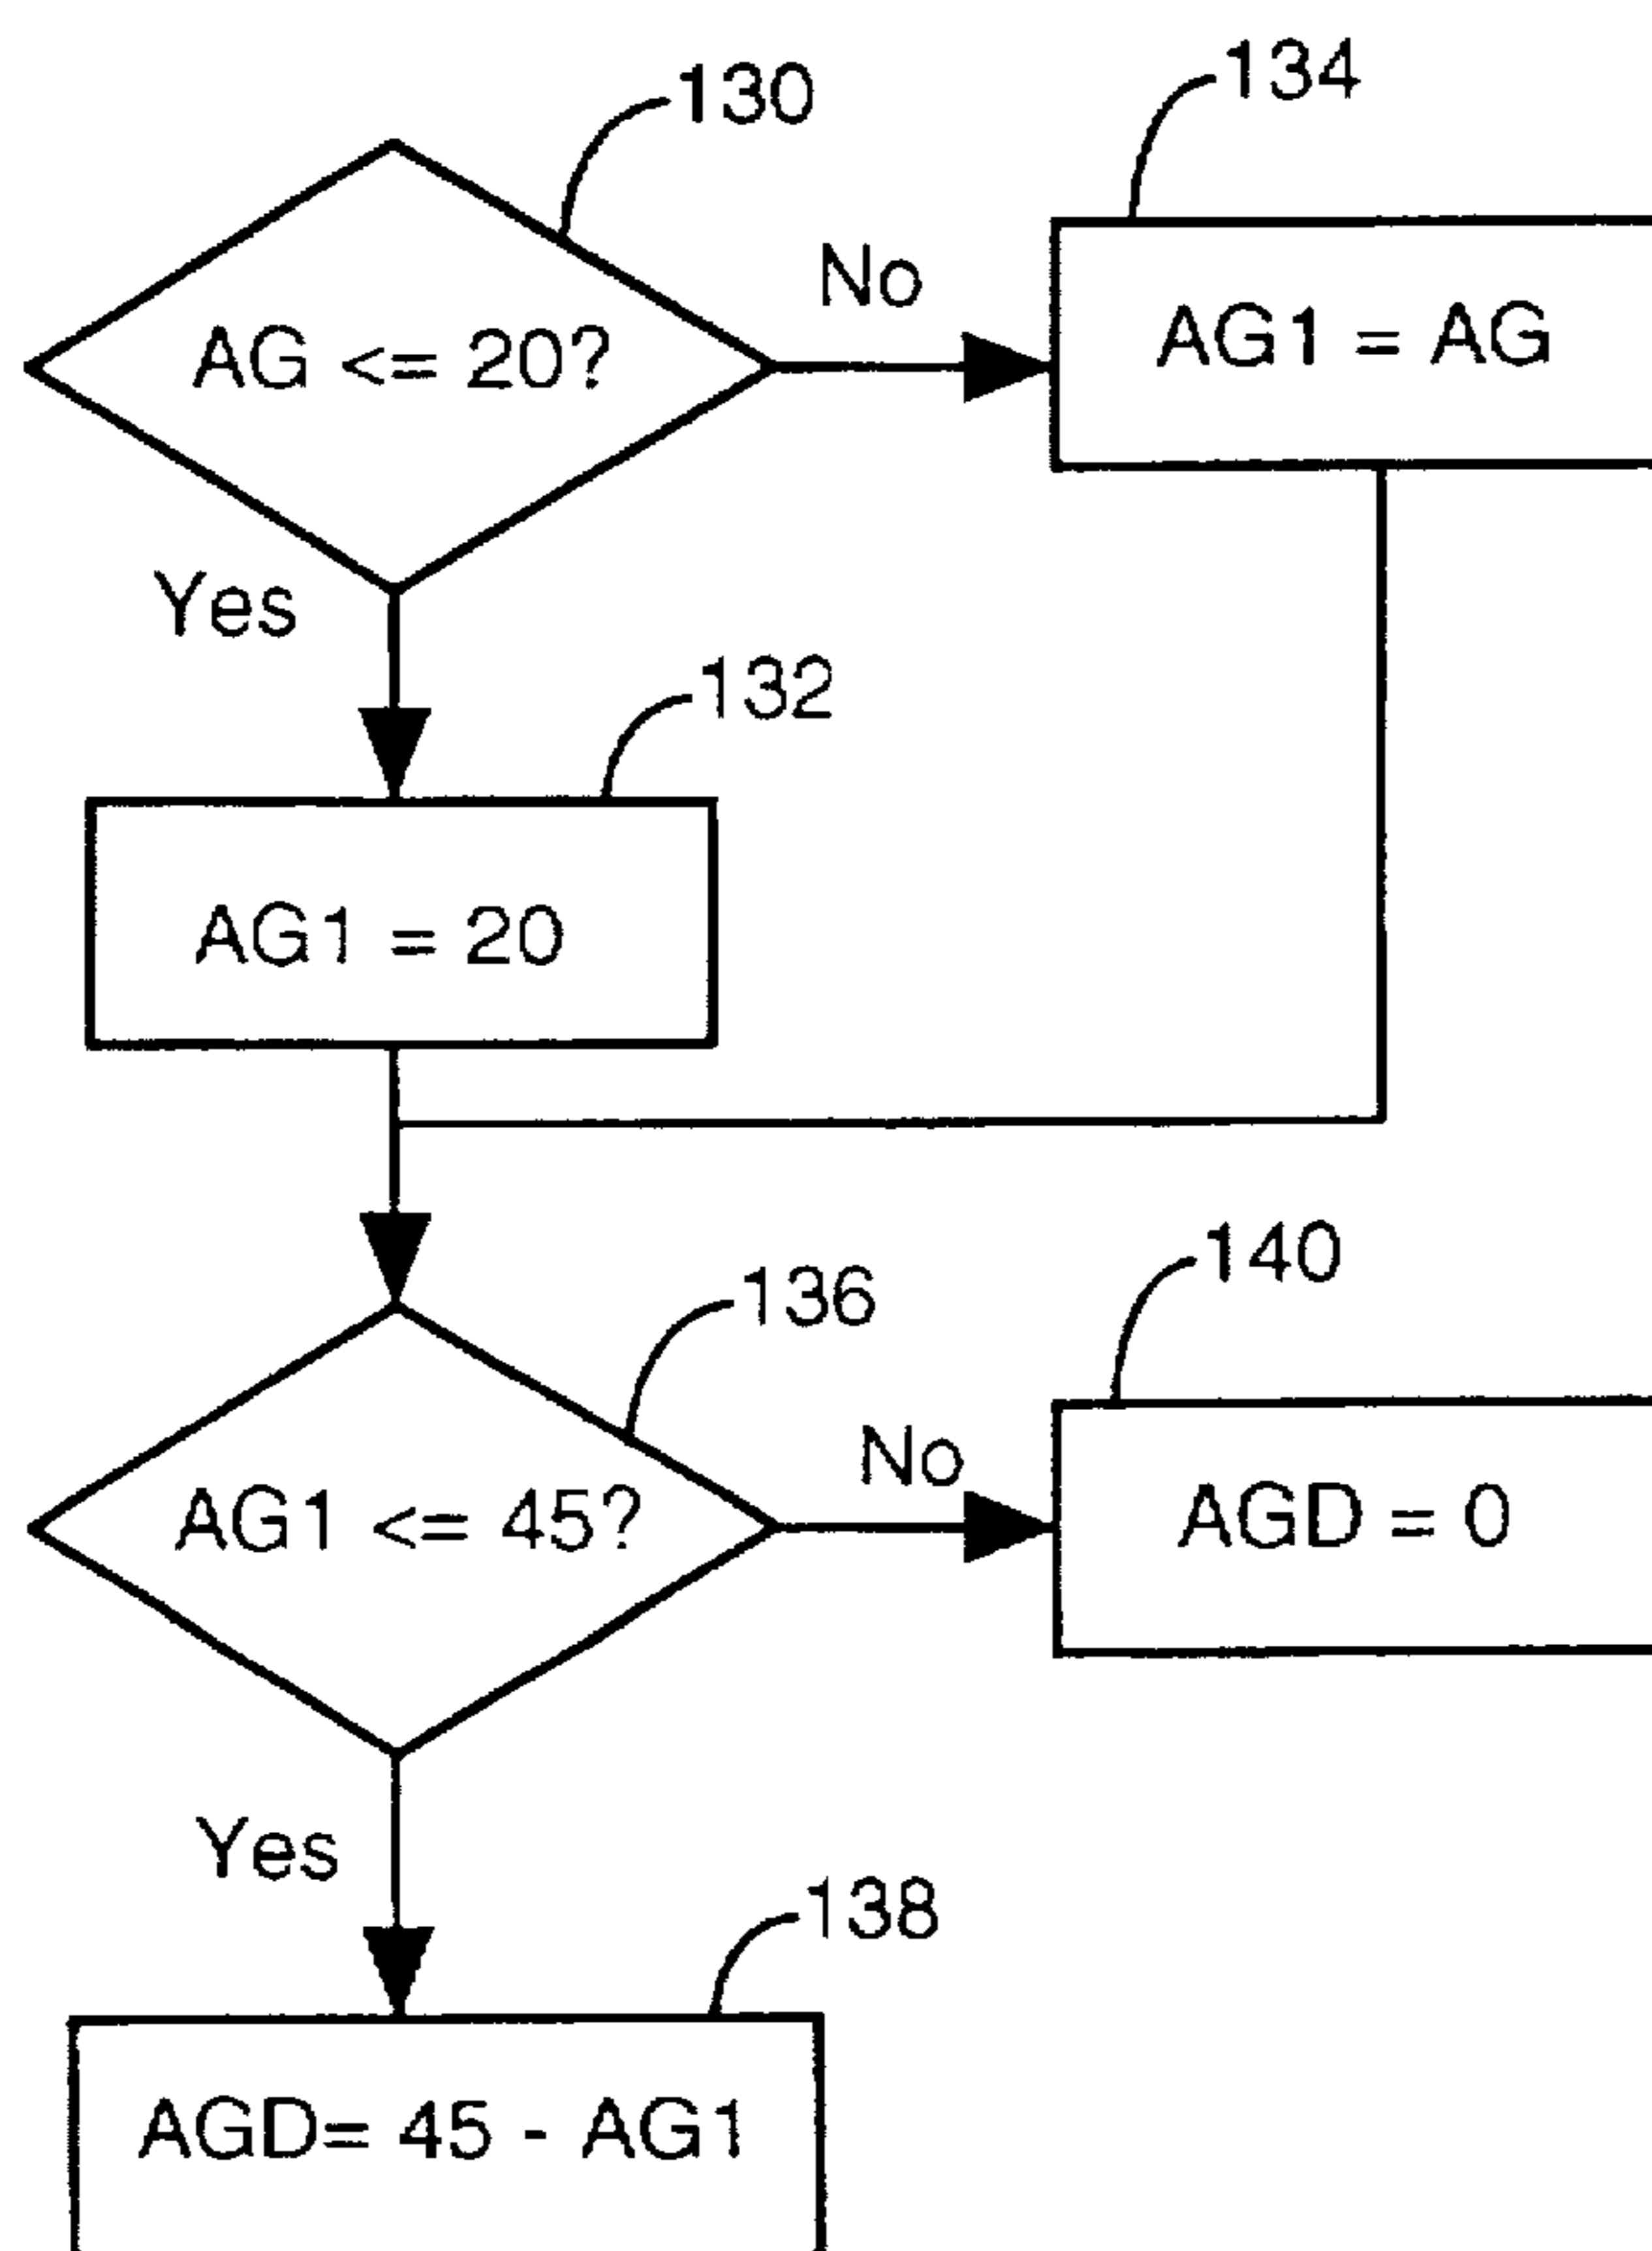 130
134
AG <= 20?
No
AG1 = AG
Yes
132
AG1 = 20
136
140
AG1 <= 45?
No
AGD = 0
Yes
138
AGD= 45 - AG1